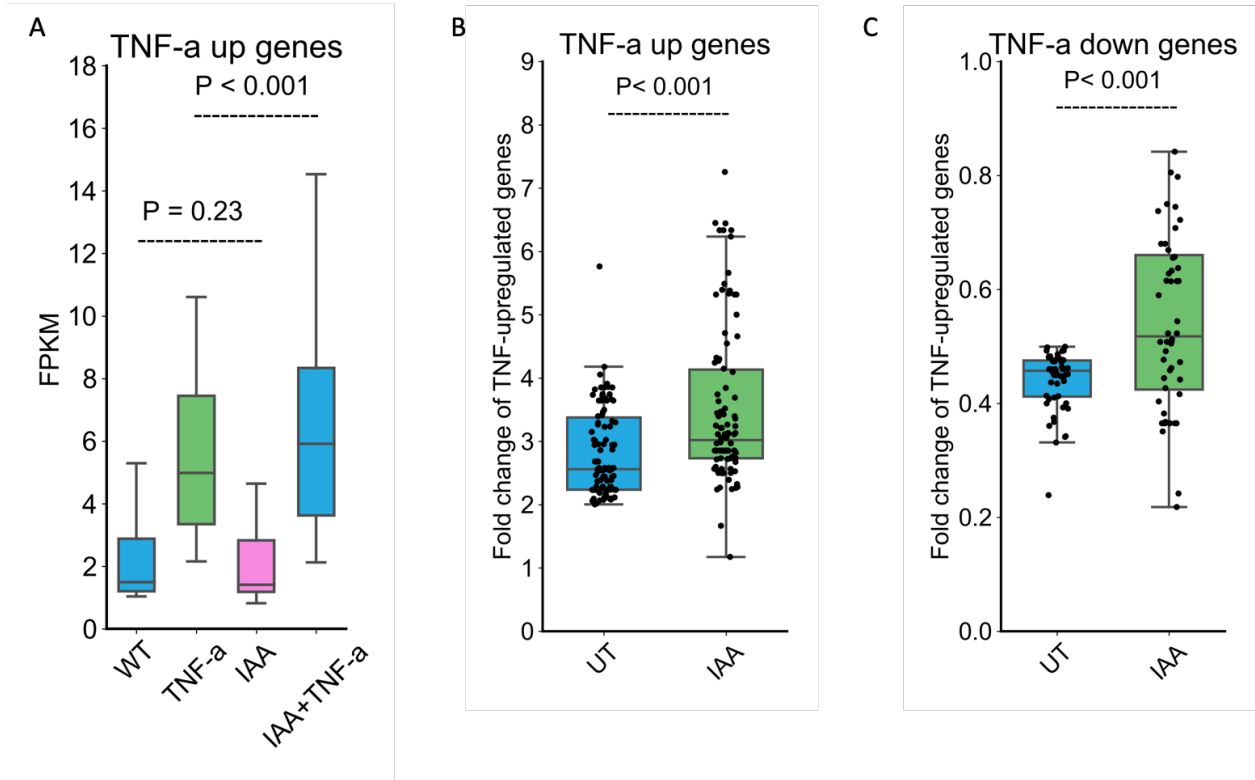 A
TNF-a up genes
P < 0.001
P = 0.23
FPKM
18
16
14
12
10
8
6
4
2
0
WT
TNF-a
IAA
IAA+TNF-a
B
TNF-a up genes
P< 0.001
Fold change of TNF-upregulated genes
9
8
7
6
5
4
3
2
1
0
UT
IAA
C
TNF-a down genes
P< 0.001
Fold change of TNF-upregulated genes
1.0
0.8
0.6
0.4
0.2
0.0
UT
IAA